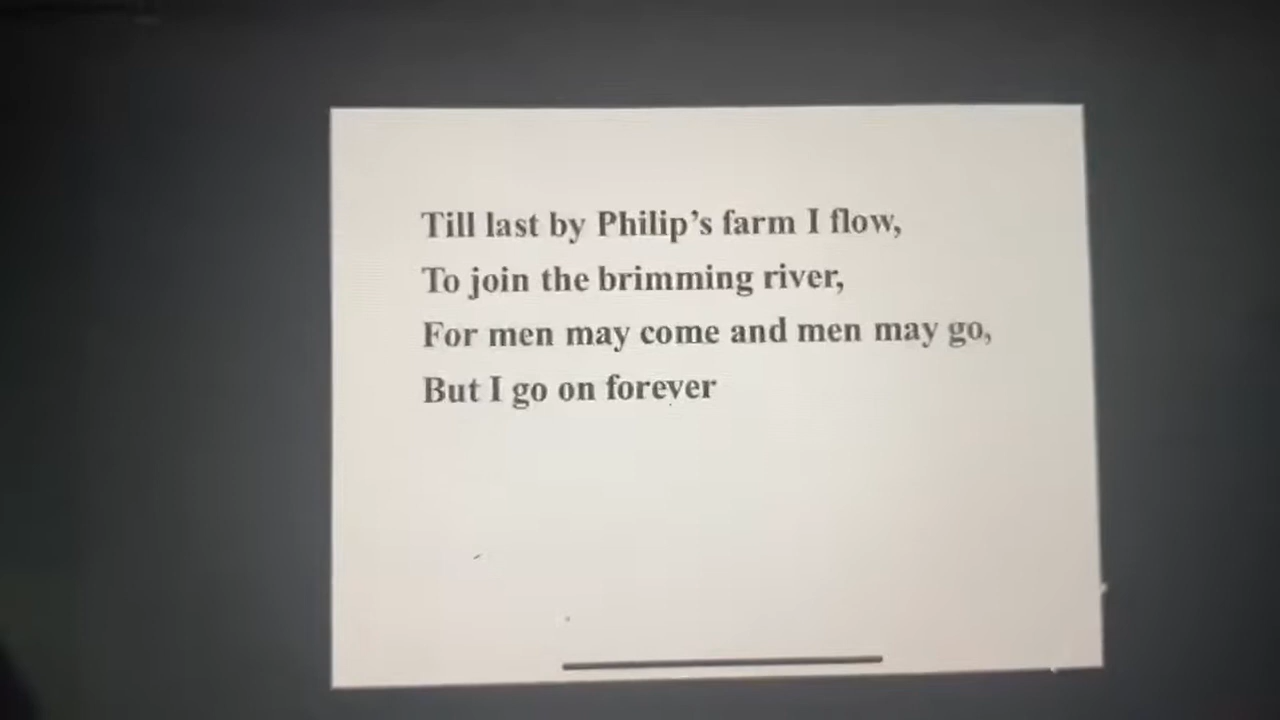 Till last by Philip’s farm I flow,
To join the brimming river,
For men may come and men may go,
But I go on forever